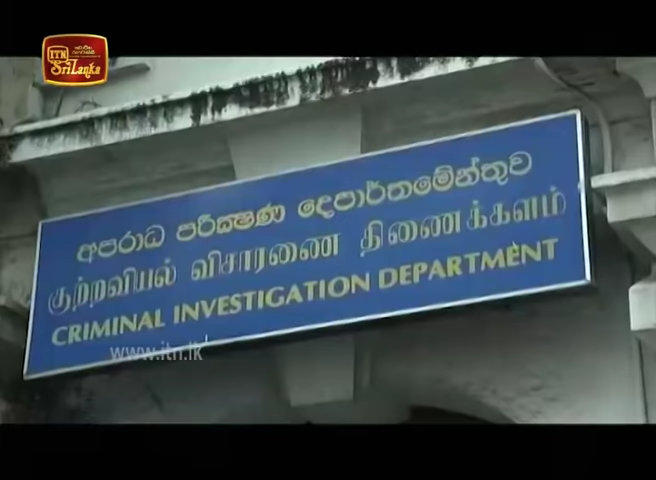 ITN
SriLanka
අපරාධ පරීක්ෂණ දෙපාර්තමේන්තුව
குற்றவியல் விசாரணை திணைக்களம்
CRIMINAL INVESTIGATION DEPARTMENT
www.itn.lk